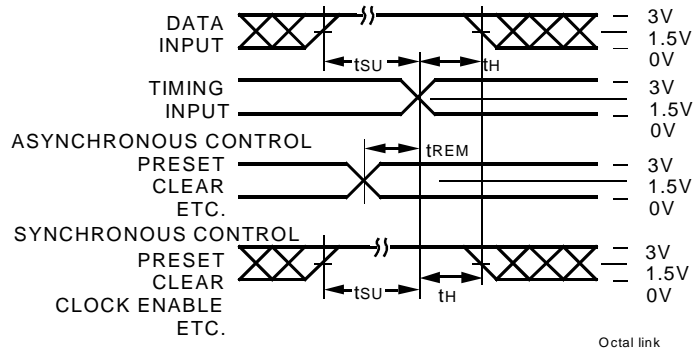 DATA
INPUT
3V
1.5V
0V
tSU
tH
TIMING
INPUT
3V
1.5V
0V
ASYNCHRONOUS CONTROL
PRESET
CLEAR
ETC.
tREM
3V
1.5V
0V
SYNCHRONOUS CONTROL
PRESET
CLEAR
CLOCK ENABLE
ETC.
tSU
tH
3V
1.5V
0V
Octal link